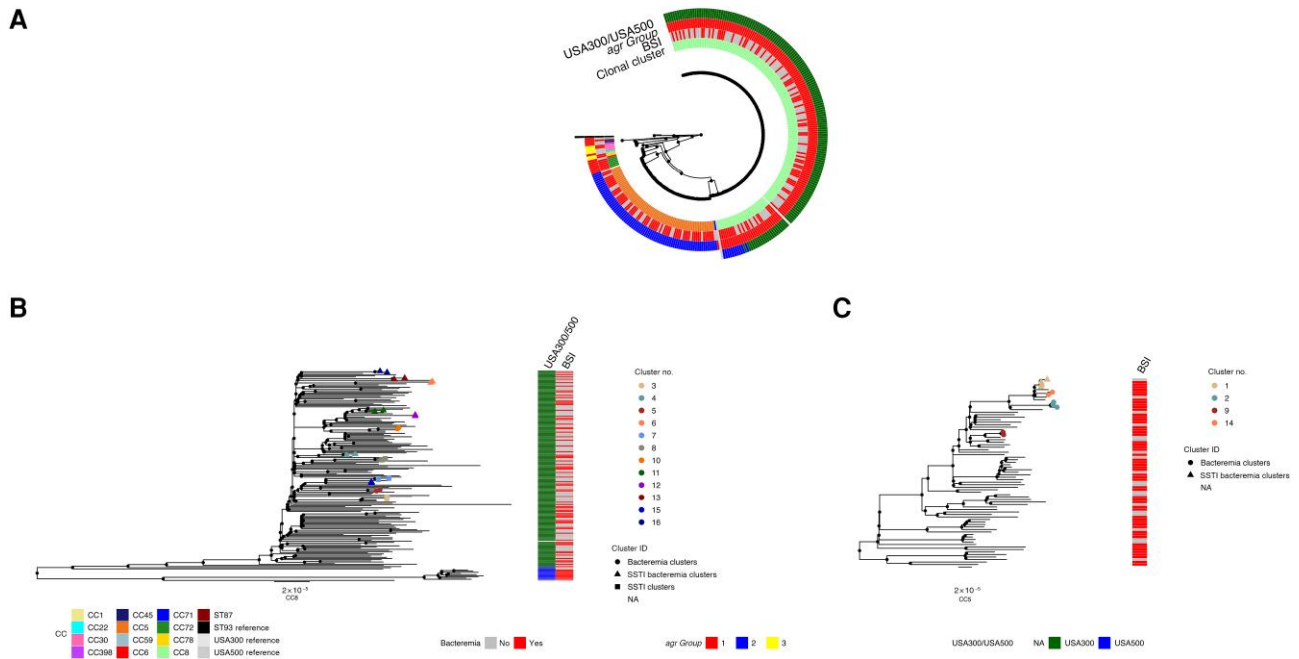 A
USA300/USA500
agr Group
BSI
Clonal cluster
B
USA300/500
BSI
Cluster no.
3
4
5
6
7
8
10
11
12
13
15
16
Cluster ID
Bacteremia clusters
SSTI bacteremia clusters
SSTI clusters
NA
2×10⁻⁵
CC8
C
BSI
Cluster no.
1
2
9
14
Cluster ID
Bacteremia clusters
SSTI bacteremia clusters
NA
CC5
CC CC1 CC45 CC71 ST87
CC22 CC5 CC72 ST93 reference
CC30 CC59 CC78 USA300 reference
CC398 CC6 CC8 USA500 reference
Bacteremia No Yes
agr Group 1 2 3
USA300/USA500 NA USA300 USA500